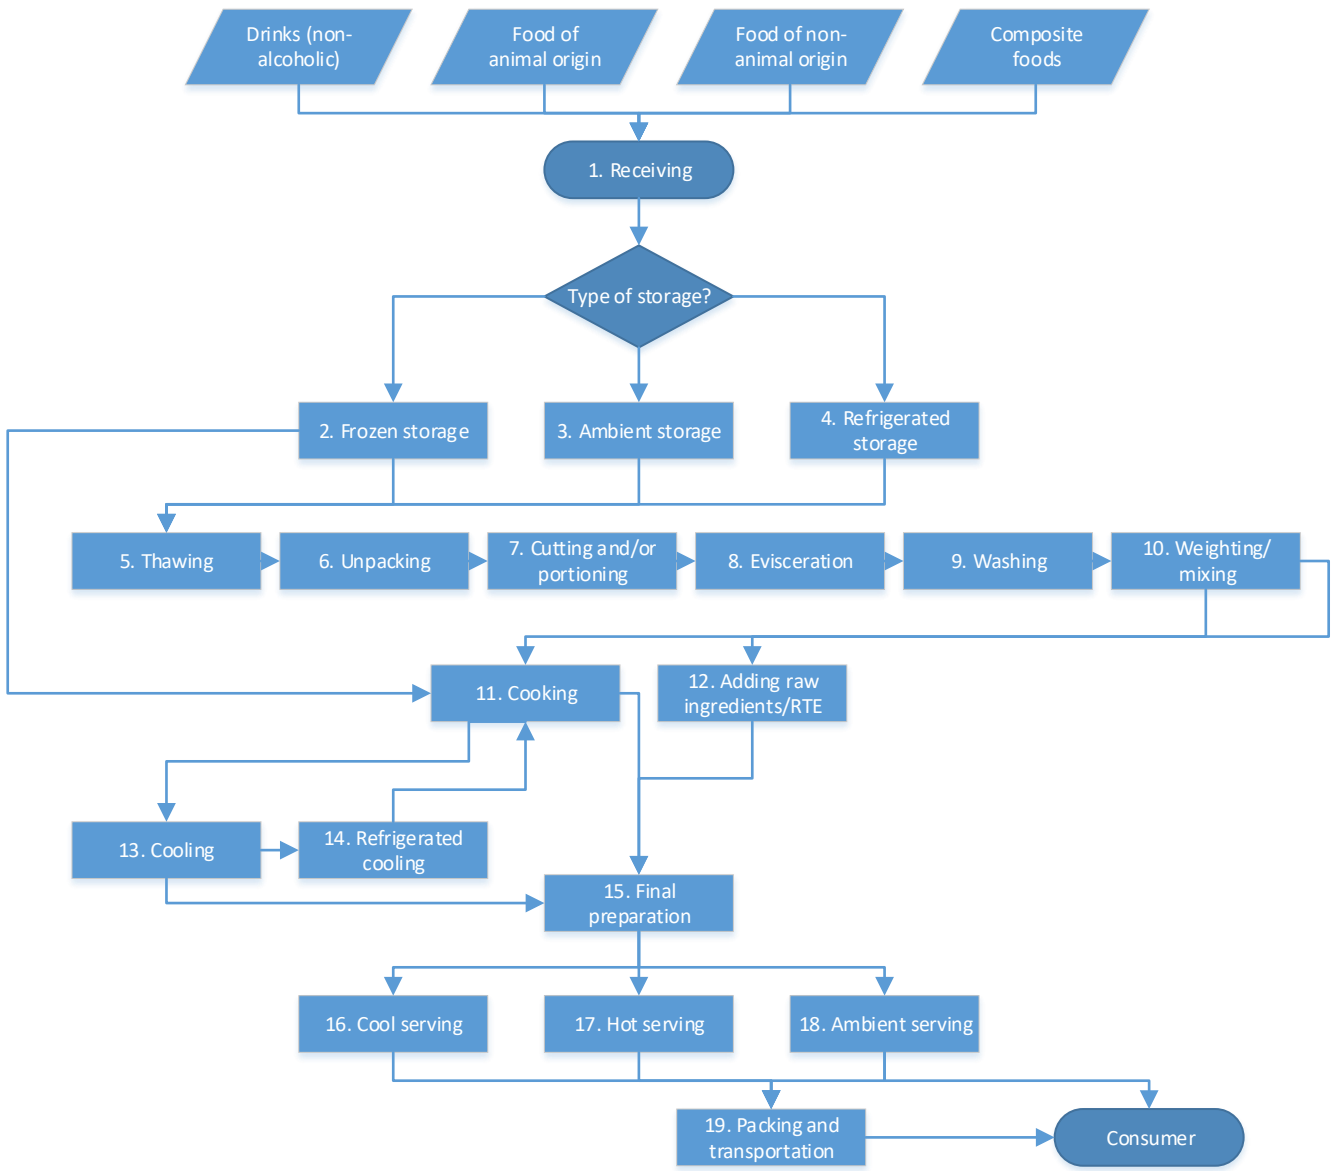 Drinks (non-
alcoholic)
Food of
animal origin
Food of non-
animal origin
Composite
foods
1. Receiving
Type of storage?
2. Frozen storage
3. Ambient storage
4. Refrigerated
storage
5. Thawing
6. Unpacking
7. Cutting and/or
portioning
8. Evisceration
9. Washing
10. Weighting/
mixing
11. Cooking
12. Adding raw
ingredients/RTE
13. Cooling
14. Refrigerated
cooling
15. Final
preparation
16. Cool serving
17. Hot serving
18. Ambient serving
19. Packing and
transportation
Consumer